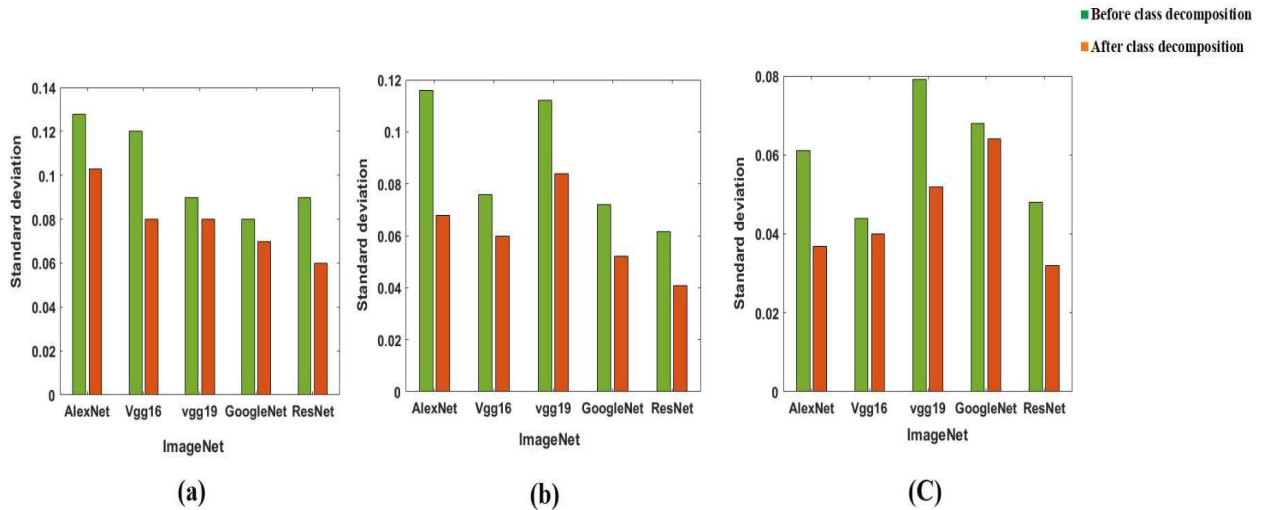 Before class decomposition
After class decomposition
Standard deviation
0.14
0.12
0.1
0.08
0.06
0.04
0.02
0
AlexNet Vgg16 vgg19 GoogleNet ResNet
ImageNet
(a)
Standard deviation
0.12
0.1
0.08
0.06
0.04
0.02
0
AlexNet Vgg16 vgg19 GoogleNet ResNet
ImageNet
(b)
Standard deviation
0.08
0.06
0.04
0.02
0
AlexNet Vgg16 vgg19 GoogleNet ResNet
ImageNet
(C)